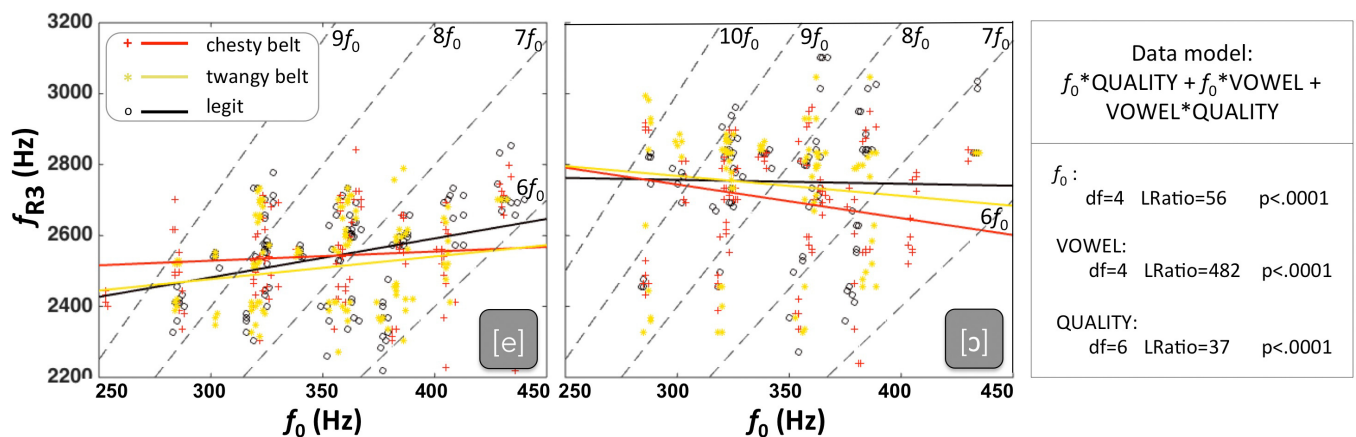 3200
3000
2800
2600
2400
2200
f_R3 (Hz)
+ chesty belt
* twangy belt
o legit
9f₀
8f₀
7f₀
6f₀
[e]
250
300
350
400
450
f₀ (Hz)
10f₀
9f₀
8f₀
7f₀
6f₀
[ɔ]
250
300
350
400
450
f₀ (Hz)
Data model:
f₀*QUALITY + f₀*VOWEL +
VOWEL*QUALITY
f₀ :
df=4 LRatio=56 p<.0001
VOWEL:
df=4 LRatio=482 p<.0001
QUALITY:
df=6 LRatio=37 p<.0001